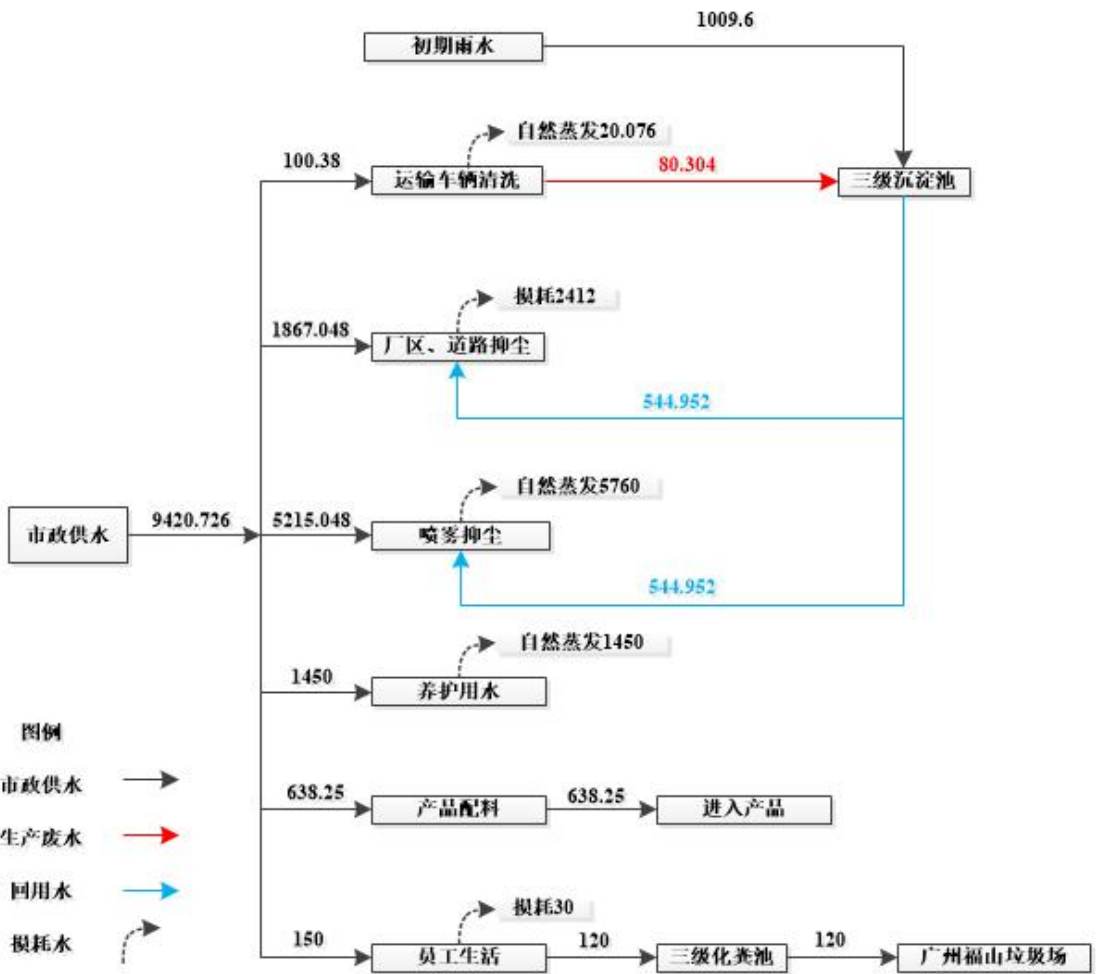 1009.6
初期雨水
自然蒸发20.076
100.38
运输车辆清洗
80.304
三级沉淀池
损耗2412
1867.048
厂区、道路抑尘
544.952
自然蒸发5760
市政供水
9420.726
5215.048
喷雾抑尘
544.952
自然蒸发1450
1450
养护用水
图例
市政供水
638.25
产品配料
638.25
进入产品
生产废水
回用水
损耗30
损耗水
150
员工生活
120
三级化粪池
120
广州福山垃圾场